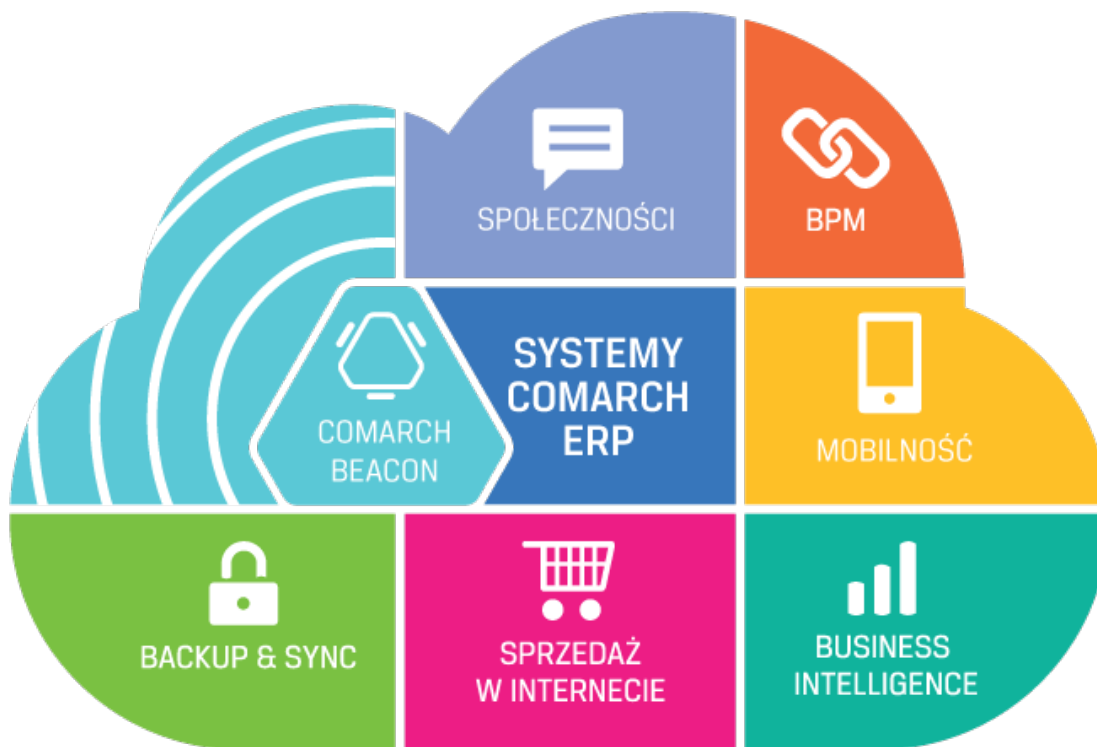 SPOŁECZNOŚCI
BPM
COMARCH
BEACON
SYSTEMY
COMARCH
ERP
MOBILNOŚĆ
BACKUP & SYNC
SPRZEDAŻ
W INTERNECIE
BUSINESS
INTELLIGENCE